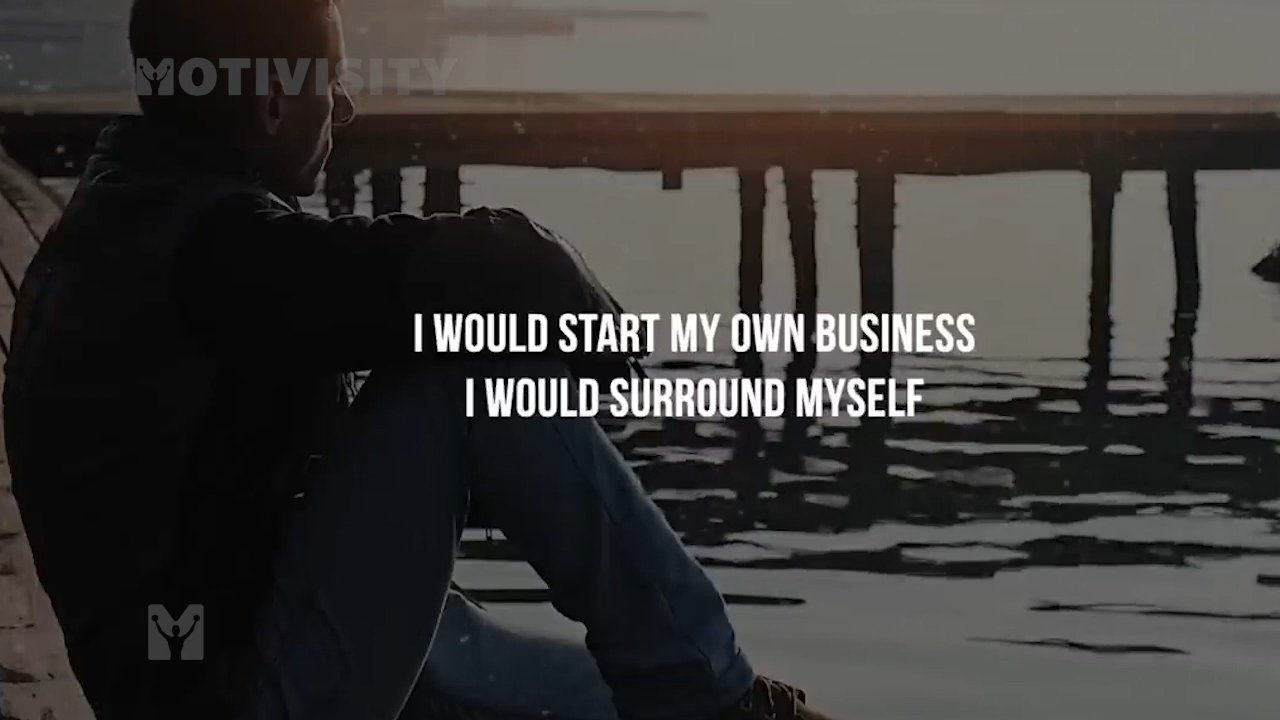 MOTIVISITY
I WOULD START MY OWN BUSINESS
I WOULD SURROUND MYSELF